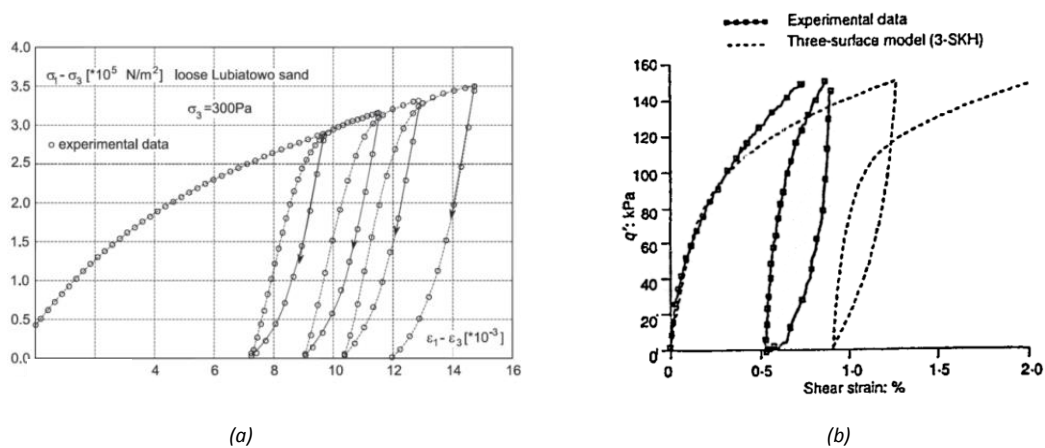 4.0
3.5
3.0
2.5
2.0
1.5
1.0
0.5
0.0
σ₁ – σ₃ [*10⁵ N/m²] loose Lubiatowo sand
σ₃ =300Pa
experimental data
ε₁ – ε₃ [*10⁻³]
4 6 8 10 12 14 16
(a)
Experimental data
Three-surface model (3-SKH)
q': kPa
160
140
120
100
80
60
40
20
0
0 0·5 1·0 1·5 2·0
Shear strain: %
(b)